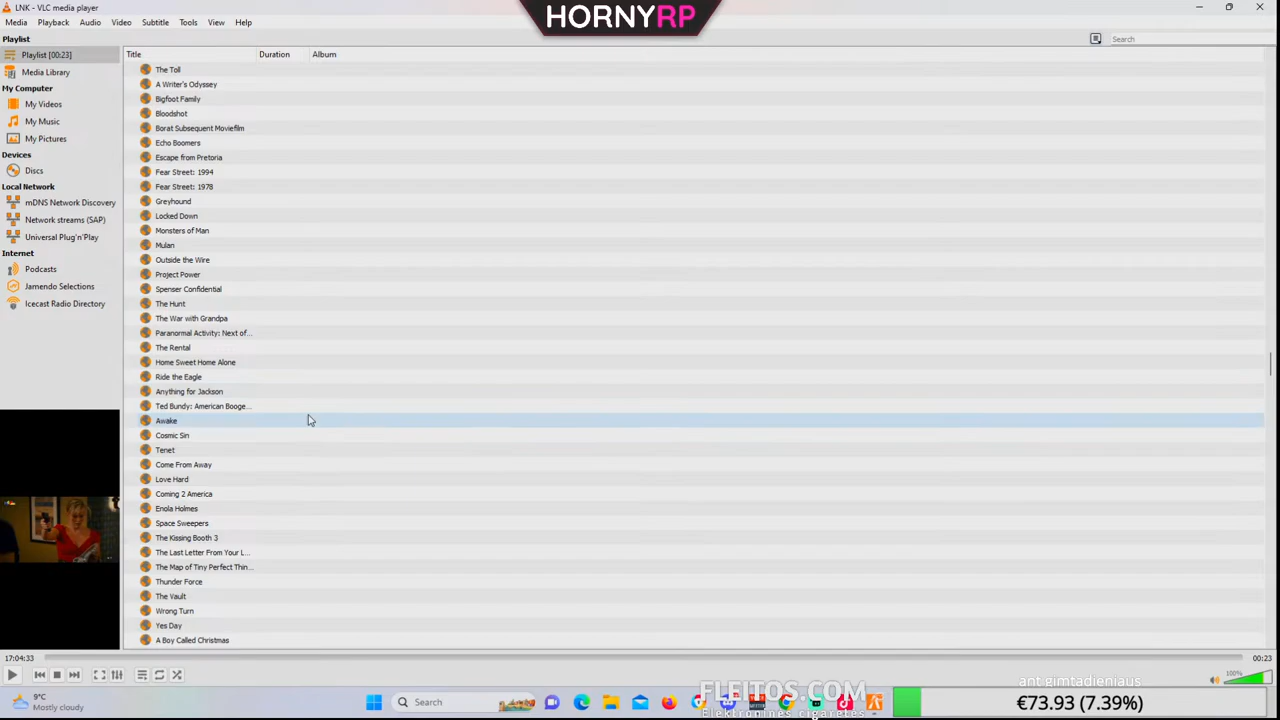 LNK - VLC media player
HORNYRP
Media Playback Audio Video Subtitle Tools View Help
Playlist
Search
Playlist [00:23]
Media Library
My Computer
My Videos
My Music
My Pictures
Devices
Discs
Local Network
mDNS Network Discovery
Network streams (SAP)
Universal Plug'n'Play
Internet
Podcasts
Jamendo Selections
Icecast Radio Directory
Title Duration Album
The Toll
A Writer's Odyssey
Bigfoot Family
Bloodshot
Borat Subsequent Moviefilm
Echo Boomers
Escape from Pretoria
Fear Street: 1994
Fear Street: 1978
Greyhound
Locked Down
Monsters of Man
Mulan
Outside the Wire
Project Power
Spenser Confidential
The Hunt
The War with Grandpa
Paranormal Activity: Next of...
The Rental
Home Sweet Home Alone
Ride the Eagle
Anything for Jackson
Ted Bundy: American Booge...
Awake
Cosmic Sin
Tenet
Come From Away
Love Hard
Coming 2 America
Enola Holmes
Space Sweepers
The Kissing Booth 3
The Last Letter From Your L...
The Map of Tiny Perfect Thin...
Thunder Force
The Vault
Wrong Turn
Yes Day
A Boy Called Christmas
17:04:33 00:23
100%
9°C
Mostly cloudy
Search
FLEITOS.COM
Elektroninės cigaretės
ant gimtadieniaus
€73.93 (7.39%)